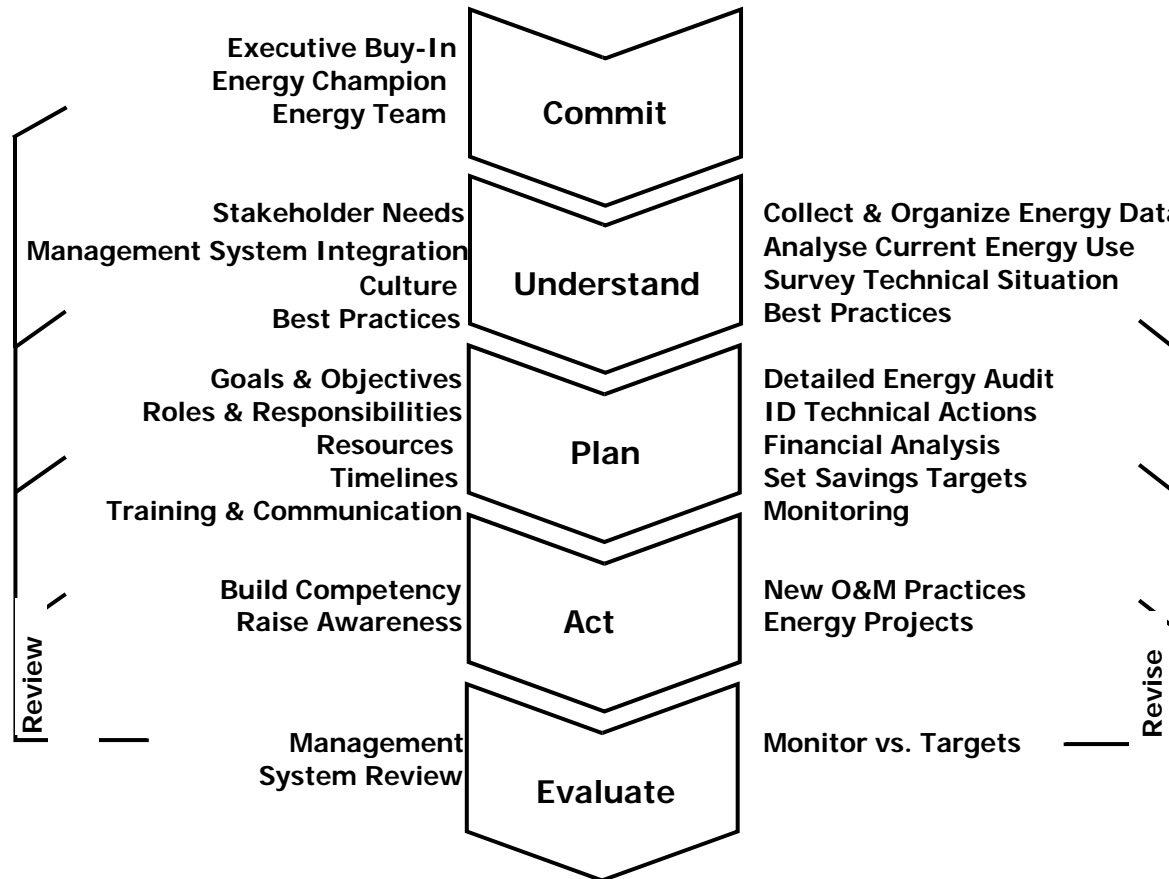 Executive Buy-In
Energy Champion
Energy Team
Commit
Stakeholder Needs
Management System Integration
Culture
Best Practices
Understand
Collect & Organize Energy Data
Analyse Current Energy Use
Survey Technical Situation
Best Practices
Goals & Objectives
Roles & Responsibilities
Resources
Timelines
Training & Communication
Plan
Detailed Energy Audit
ID Technical Actions
Financial Analysis
Set Savings Targets
Monitoring
Build Competency
Raise Awareness
Act
New O&M Practices
Energy Projects
Review
Revise
Management
System Review
Evaluate
Monitor vs. Targets